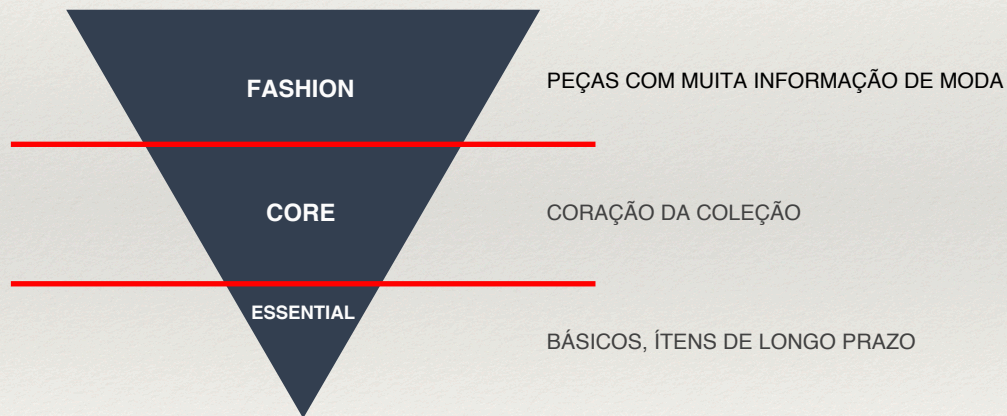 FASHION
PEÇAS COM MUITA INFORMAÇÃO DE MODA
CORE
CORAÇÃO DA COLEÇÃO
ESSENTIAL
BÁSICOS, ÍTENS DE LONGO PRAZO